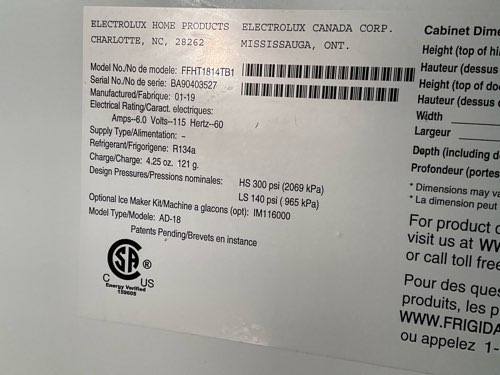 ELECTROLUX HOME PRODUCTS ELECTROLUX CANADA CORP.
CHARLOTTE, NC, 28262 MISSISSAUGA, ONT.
Model No./No de modele: FFHT1814TB1
Serial No./No de série: BA90403527
Manufactured/Fabrique: 01-19
Electrical Rating/Caract. electriques:
Amps-6.0 Volts--115 Hertz--60
Supply Type/Alimentation: -
Refrigerant/Frigorigene: R134a
Charge/Charge: 4.25 oz. 121 g.
Design Pressures/Pressions nominales: HS 300 psi (2069 kPa)
LS 140 psi ( 965 kPa)
Optional Ice Maker Kit/Machine a glacons (opt): IM116000
Model Type/Modele: AD-18
Patents Pending/Brevets en instance
CSA ®
C US
Energy Verified
159605
Cabinet Dime
Height (top of hi
Hauteur (dessus
Height (top of doo
Hauteur (dessus d
Width
Largeur
Depth (including d
Profondeur (portes
* Dimensions may va
* La dimension peut
For product
visit us at WW
or call toll free
Pour des ques
produits, les p
WWW.FRIGIDA
ou appelez 1-